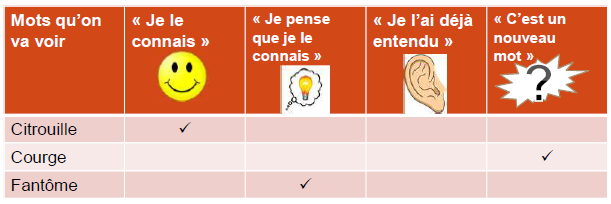 Mots qu'on va voir
« Je le connais »
« Je pense que je le connais »
« Je l'ai déjà entendu »
« C'est un nouveau mot »
?
Citrouille ✓
Courge ✓
Fantôme ✓